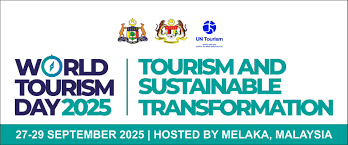 UN Tourism
WORLD
TOURISM
DAY 2025
TOURISM AND
SUSTAINABLE
TRANSFORMATION
27-29 SEPTEMBER 2025 | HOSTED BY MELAKA, MALAYSIA